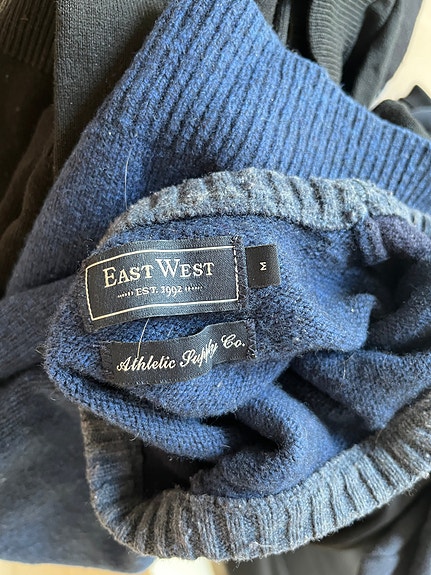 EAST WEST
EST. 1992
M
Athletic Supply Co.